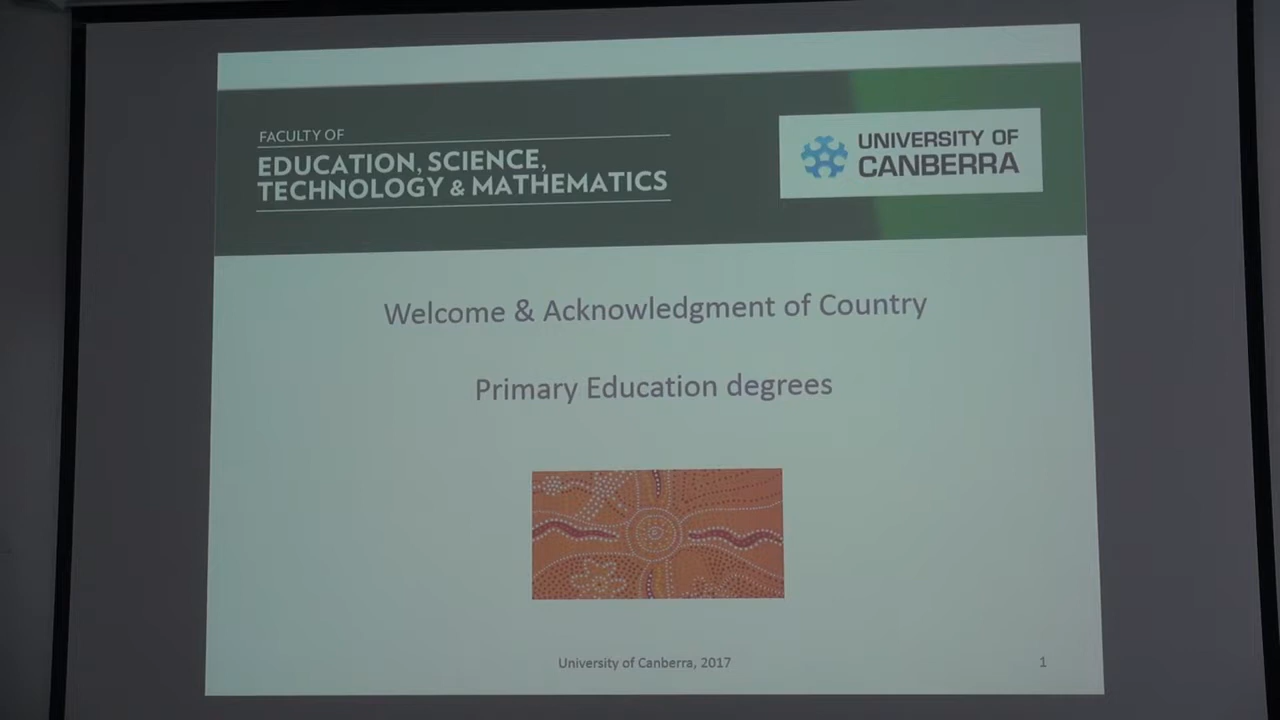 FACULTY OF
EDUCATION, SCIENCE,
TECHNOLOGY & MATHEMATICS
UNIVERSITY OF
CANBERRA
Welcome & Acknowledgment of Country
Primary Education degrees
University of Canberra, 2017
1